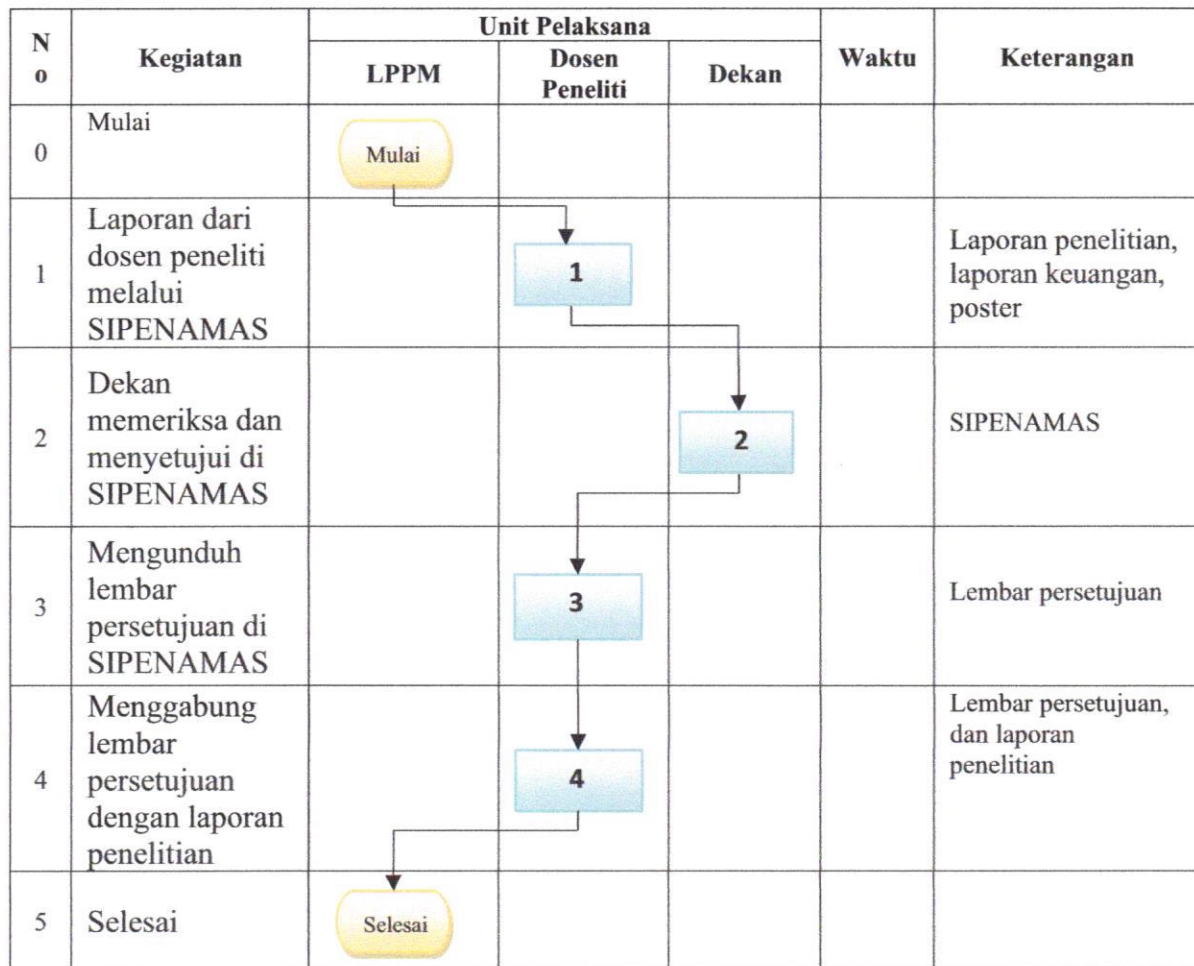 N
o
Kegiatan
Unit Pelaksana
LPPM
Dosen
Peneliti
Dekan
Waktu
Keterangan
0
Mulai
Mulai
1
Laporan dari
dosen peneliti
melalui
SIPENAMAS
1
Laporan penelitian,
laporan keuangan,
poster
2
Dekan
memeriksa dan
menyetujui di
SIPENAMAS
2
SIPENAMAS
3
Mengunduh
lembar
persetujuan di
SIPENAMAS
3
Lembar persetujuan
4
Menggabung
lembar
persetujuan
dengan laporan
penelitian
4
Lembar persetujuan,
dan laporan
penelitian
5
Selesai
Selesai